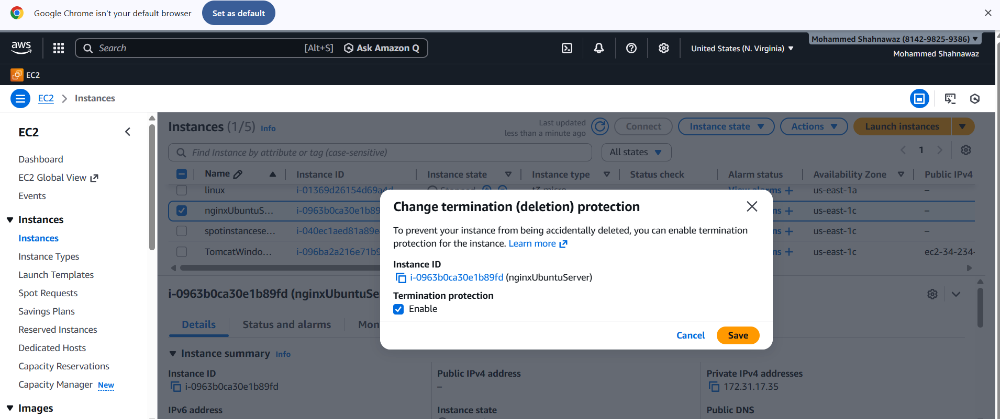 Google Chrome isn't your default browser Set as default
aws Search [Alt+S] Ask Amazon Q United States (N. Virginia) Mohammed Shahnawaz (8142-9825-9386)
Mohammed Shahnawaz
EC2
EC2 Instances
EC2
Dashboard
EC2 Global View
Events
Instances
Instances
Instance Types
Launch Templates
Spot Requests
Savings Plans
Reserved Instances
Dedicated Hosts
Capacity Reservations
Capacity Manager New
Images
Instances (1/5) Info
Last updated
less than a minute ago
Connect Instance state Actions Launch instances
Find Instance by attribute or tag (case-sensitive) All states 1
Name Instance ID Instance state Instance type Status check Alarm status Availability Zone Public IPv4
linux i-01369d26154d69a4d Stopped t3.micro View alarms + us-east-1a –
nginxUbuntuS... i-0963b0ca30e1b89 ns + us-east-1c –
spotinstancese... i-040ec1aed81a89e ns + us-east-1c –
TomcatWindo... i-096ba2a216e71b9 ns + us-east-1c ec2-34-234-
Change termination (deletion) protection
To prevent your instance from being accidentally deleted, you can enable termination
protection for the instance. Learn more
Instance ID
i-0963b0ca30e1b89fd (nginxUbuntuServer)
Termination protection
Enable
Cancel Save
i-0963b0ca30e1b89fd (nginxUbuntuSe
Details Status and alarms Mon
Instance summary Info
Instance ID
i-0963b0ca30e1b89fd
Public IPv4 address
–
Private IPv4 addresses
172.31.17.35
IPv6 address
Instance state
Public DNS